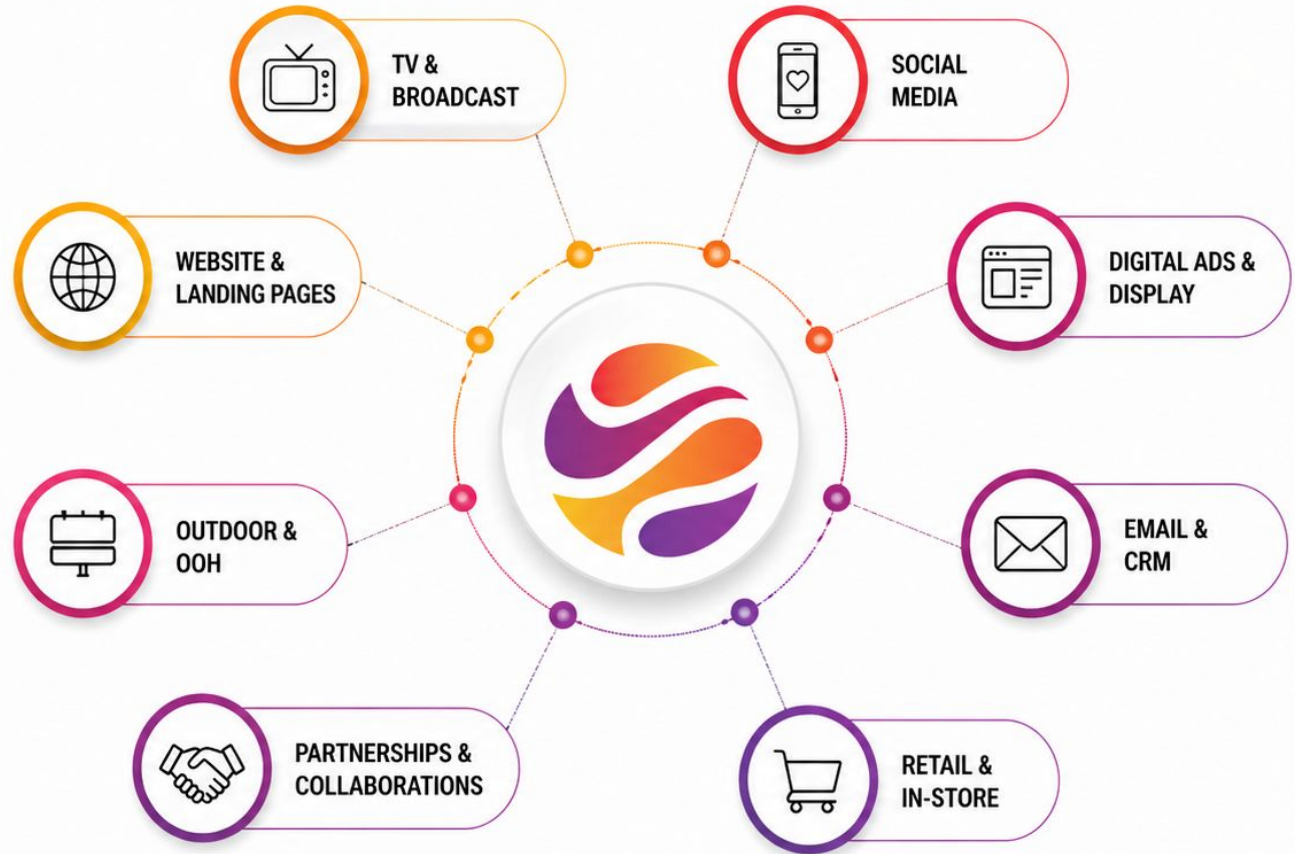 TV &
BROADCAST
SOCIAL
MEDIA
WEBSITE &
LANDING PAGES
DIGITAL ADS &
DISPLAY
OUTDOOR &
OOH
EMAIL &
CRM
PARTNERSHIPS &
COLLABORATIONS
RETAIL &
IN-STORE